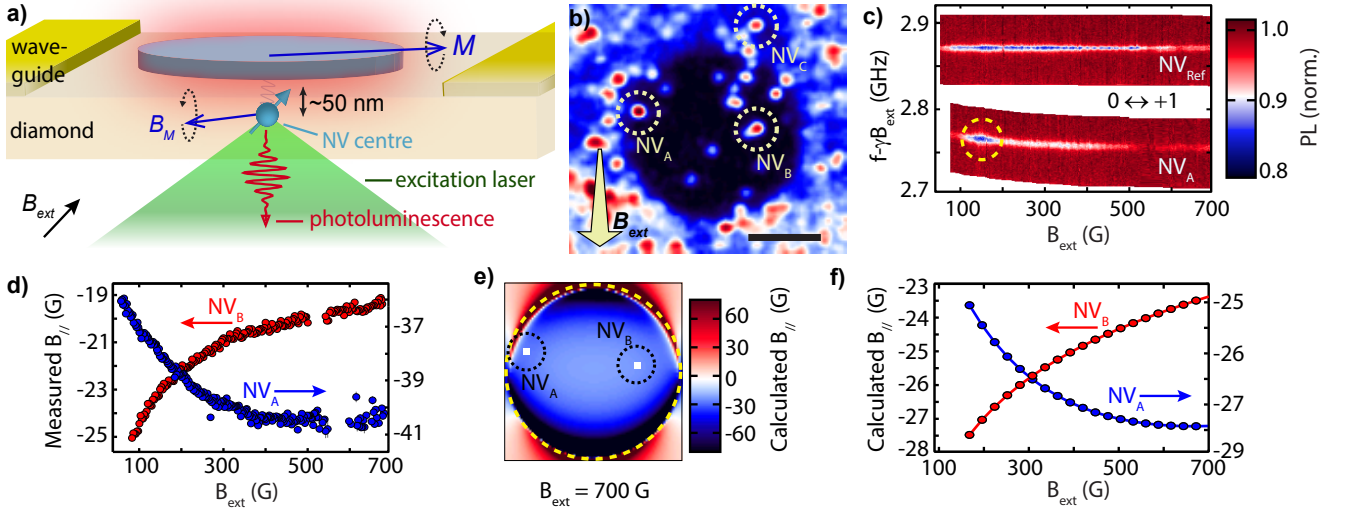 a)
wave-
guide
M
~50 nm
diamond
B_M
NV centre
excitation laser
B_ext
photoluminescence
b)
NV_C
NV_A
NV_B
B_ext
c)
f-γB_ext (GHz)
2.9
2.8
2.7
NV_Ref
0 ↔ +1
NV_A
100 300 500 700
B_ext (G)
1.0
0.9
0.8
PL (norm.)
d)
Measured B_// (G)
-19
-21
-23
-25
NV_B
NV_A
-37
-39
-41
100 300 500 700
B_ext (G)
e)
NV_B
NV_A
B_ext = 700 G
60
30
0
-30
-60
Calculated B_// (G)
f)
Calculated B_// (G)
-23
-24
-25
-26
-27
-28
NV_B
NV_A
-25
-26
-27
-28
-29
100 300 500 700
B_ext (G)